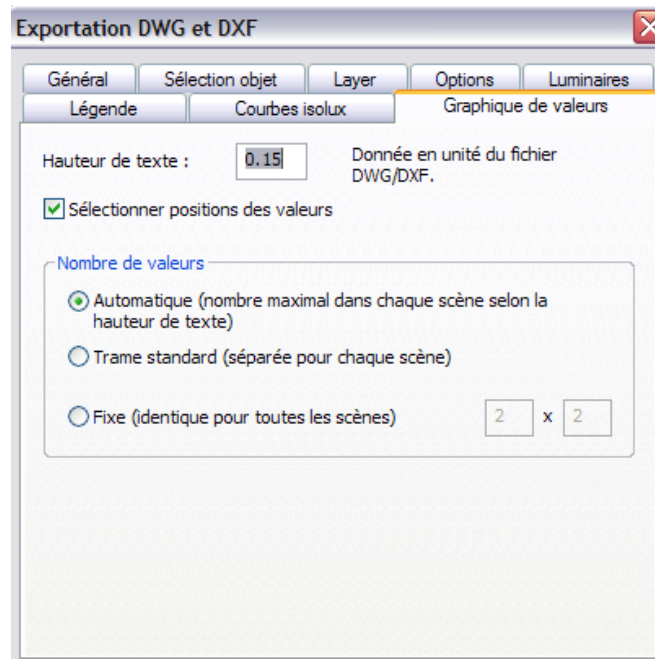 Exportation DWG et DXF
Général Sélection objet Layer Options Luminaires
Légende Courbes isolux Graphique de valeurs
Hauteur de texte : 0.15 Donnée en unité du fichier
DWG/DXF.
Sélectionner positions des valeurs
Nombre de valeurs
Automatique (nombre maximal dans chaque scène selon la
hauteur de texte)
Trame standard (séparée pour chaque scène)
Fixe (identique pour toutes les scènes) 2 x 2